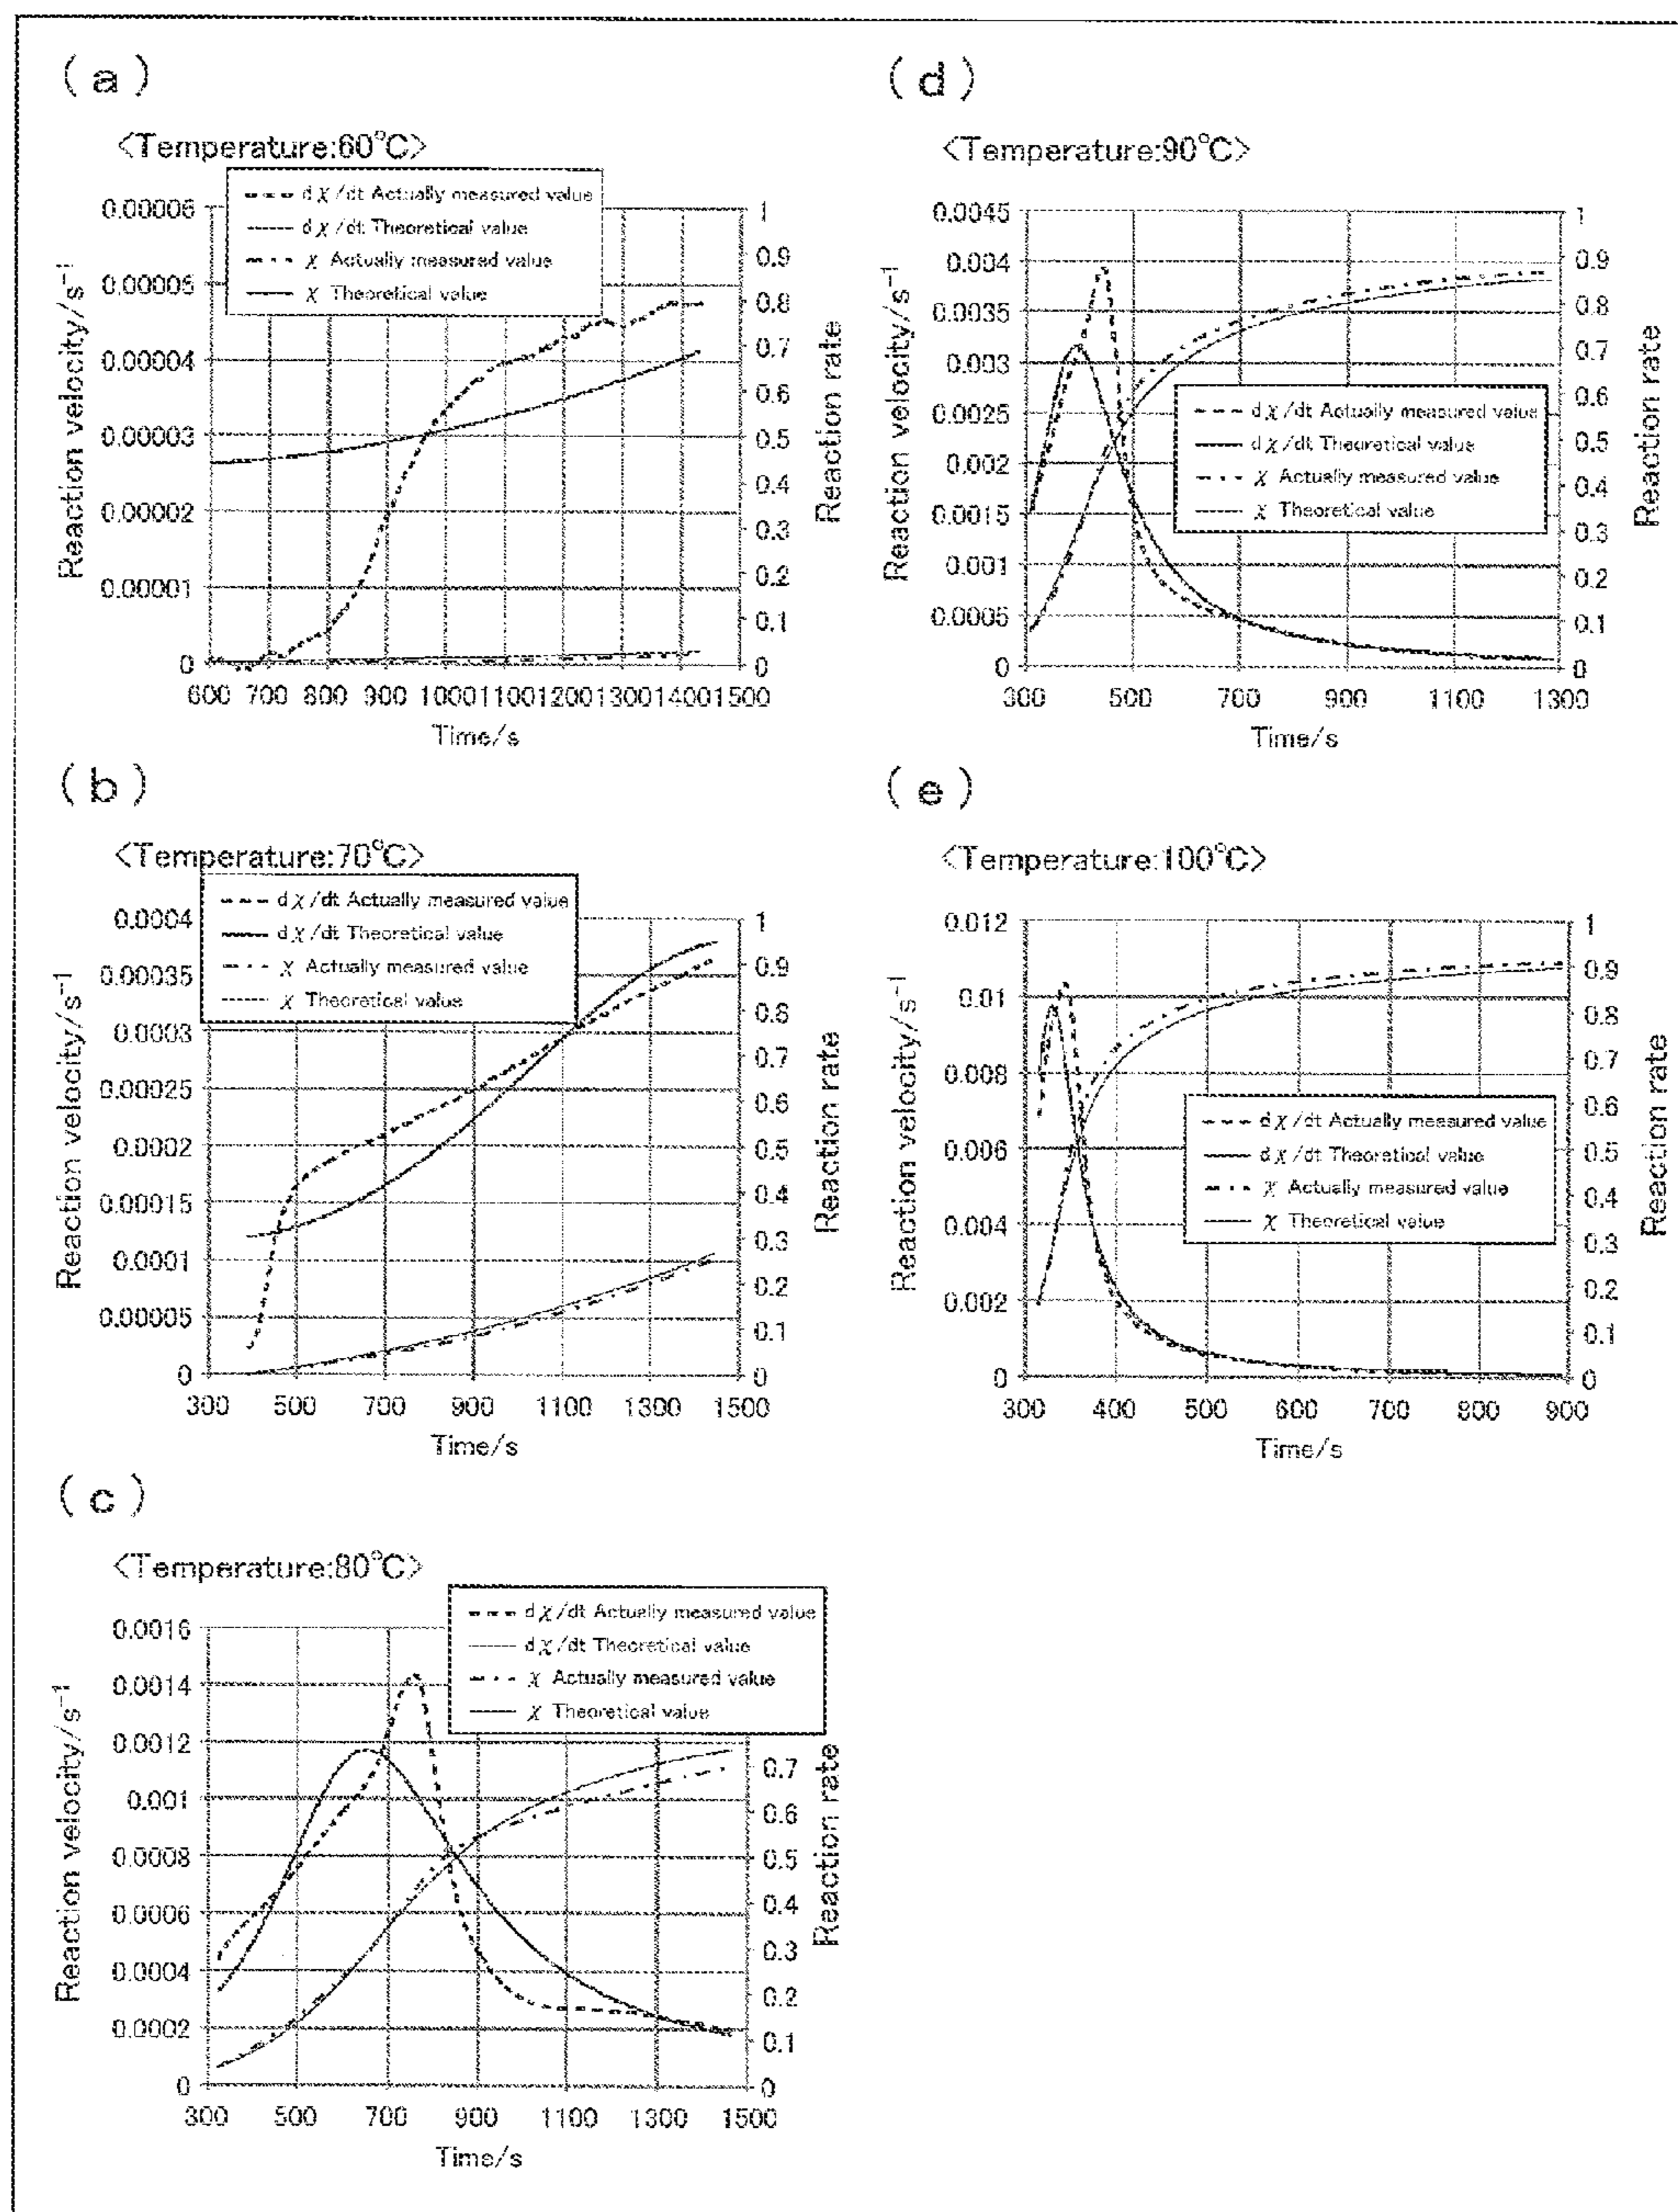 (a)
<Temperature:60°C>
dχ/dt Actually measured value
dχ/dt Theoretical value
χ Actually measured value
χ Theoretical value
Reaction velocity/s⁻¹
0.00006
0.00005
0.00004
0.00003
0.00002
0.00001
0
1
0.9
0.8
0.7
0.6
0.5
0.4
0.3
0.2
0.1
0
Reaction rate
600 700 800 900 1000 1100 1200 1300 1400 1500
Time/s
(b)
<Temperature:70°C>
dχ/dt Actually measured value
dχ/dt Theoretical value
χ Actually measured value
χ Theoretical value
Reaction velocity/s⁻¹
0.0004
0.00035
0.0003
0.00025
0.0002
0.00015
0.0001
0.00005
0
1
0.9
0.8
0.7
0.6
0.5
0.4
0.3
0.2
0.1
0
Reaction rate
300 500 700 900 1100 1300 1500
Time/s
(c)
<Temperature:80°C>
dχ/dt Actually measured value
dχ/dt Theoretical value
χ Actually measured value
χ Theoretical value
Reaction velocity/s⁻¹
0.0016
0.0014
0.0012
0.001
0.0008
0.0006
0.0004
0.0002
0
0.7
0.6
0.5
0.4
0.3
0.2
0.1
0
Reaction rate
300 500 700 900 1100 1300 1500
Time/s
(d)
<Temperature:90°C>
dχ/dt Actually measured value
dχ/dt Theoretical value
χ Actually measured value
χ Theoretical value
Reaction velocity/s⁻¹
0.0045
0.004
0.0035
0.003
0.0025
0.002
0.0015
0.001
0.0005
0
1
0.9
0.8
0.7
0.6
0.5
0.4
0.3
0.2
0.1
0
Reaction rate
300 500 700 900 1100 1300
Time/s
(e)
<Temperature:100°C>
dχ/dt Actually measured value
dχ/dt Theoretical value
χ Actually measured value
χ Theoretical value
Reaction velocity/s⁻¹
0.012
0.01
0.008
0.006
0.004
0.002
0
1
0.9
0.8
0.7
0.6
0.5
0.4
0.3
0.2
0.1
0
Reaction rate
300 400 500 600 700 800 900
Time/s